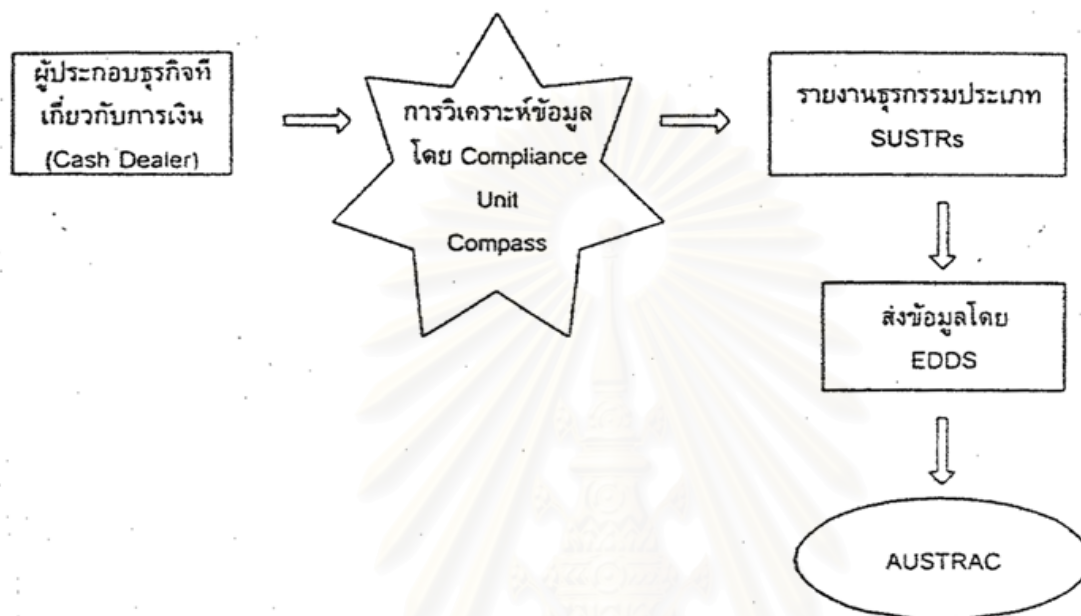 ผู้ประกอบธุรกิจที่
เกี่ยวกับการเงิน
(Cash Dealer)
การวิเคราะห์ข้อมูล
โดย Compliance
Unit
Compass
รายงานธุรกรรมประเภท
SUSTRs
ส่งข้อมูลโดย
EDDS
AUSTRAC